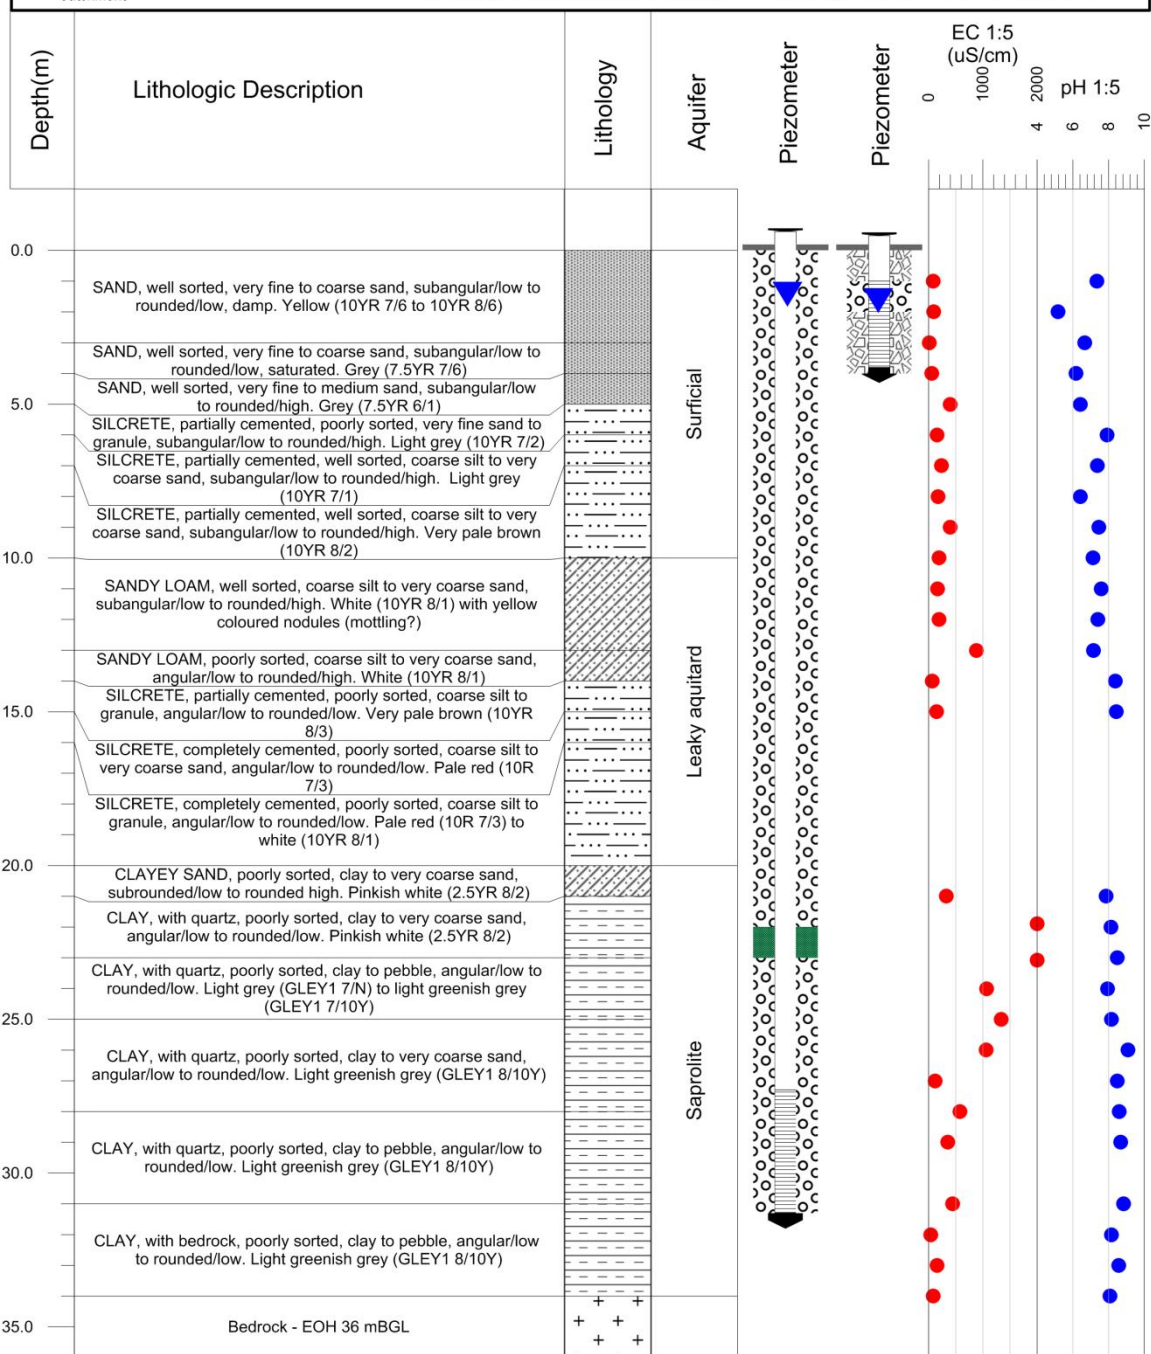 Depth(m)
Lithologic Description
Lithology
Aquifer
Piezometer
Piezometer
EC 1:5
(uS/cm)
0
1000
2000
pH 1:5
4
6
8
10
0.0
SAND, well sorted, very fine to coarse sand, subangular/low to
rounded/low, damp. Yellow (10YR 7/6 to 10YR 8/6)
SAND, well sorted, very fine to coarse sand, subangular/low to
rounded/low, saturated. Grey (7.5YR 7/6)
SAND, well sorted, very fine to medium sand, subangular/low
to rounded/high. Grey (7.5YR 6/1)
5.0
SILCRETE, partially cemented, poorly sorted, very fine sand to
granule, subangular/low to rounded/high. Light grey (10YR 7/2)
SILCRETE, partially cemented, well sorted, coarse silt to very
coarse sand, subangular/low to rounded/high. Light grey
(10YR 7/1)
SILCRETE, partially cemented, well sorted, coarse silt to very
coarse sand, subangular/low to rounded/high. Very pale brown
(10YR 8/2)
Surficial
10.0
SANDY LOAM, well sorted, coarse silt to very coarse sand,
subangular/low to rounded/high. White (10YR 8/1) with yellow
coloured nodules (mottling?)
SANDY LOAM, poorly sorted, coarse silt to very coarse sand,
angular/low to rounded/high. White (10YR 8/1)
SILCRETE, partially cemented, poorly sorted, coarse silt to
granule, angular/low to rounded/low. Very pale brown (10YR
8/3)
15.0
SILCRETE, completely cemented, poorly sorted, coarse silt to
very coarse sand, angular/low to rounded/low. Pale red (10R
7/3)
SILCRETE, completely cemented, poorly sorted, coarse silt to
granule, angular/low to rounded/low. Pale red (10R 7/3) to
white (10YR 8/1)
Leaky aquitard
20.0
CLAYEY SAND, poorly sorted, clay to very coarse sand,
subrounded/low to rounded high. Pinkish white (2.5YR 8/2)
CLAY, with quartz, poorly sorted, clay to very coarse sand,
angular/low to rounded/low. Pinkish white (2.5YR 8/2)
CLAY, with quartz, poorly sorted, clay to pebble, angular/low to
rounded/low. Light grey (GLEY1 7/N) to light greenish grey
(GLEY1 7/10Y)
25.0
CLAY, with quartz, poorly sorted, clay to very coarse sand,
angular/low to rounded/low. Light greenish grey (GLEY1 8/10Y)
CLAY, with quartz, poorly sorted, clay to pebble, angular/low to
rounded/low. Light greenish grey (GLEY1 8/10Y)
30.0
CLAY, with bedrock, poorly sorted, clay to pebble, angular/low
to rounded/low. Light greenish grey (GLEY1 8/10Y)
Saprolite
35.0
Bedrock - EOH 36 mBGL